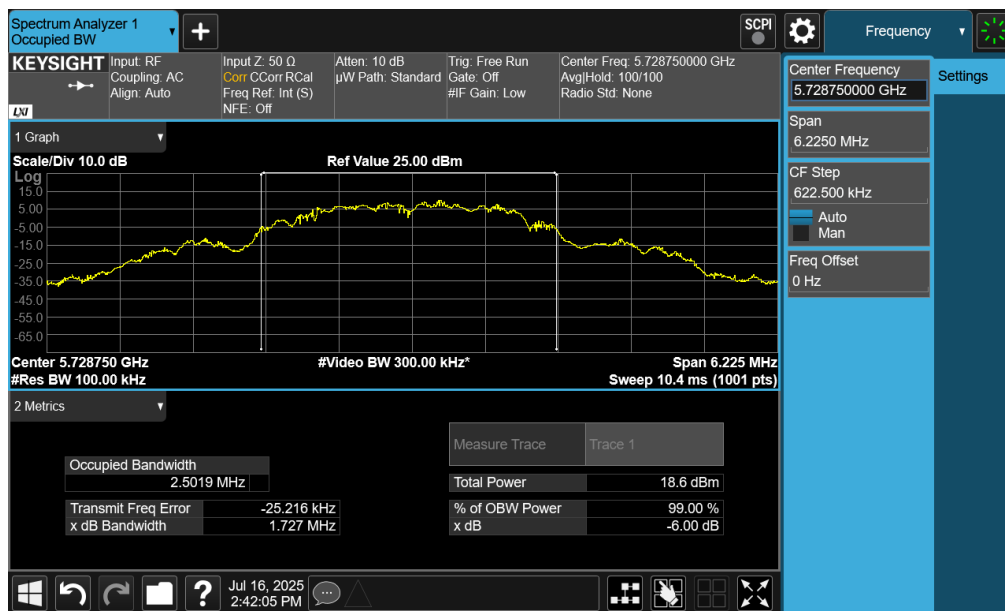 Spectrum Analyzer 1
Occupied BW
+
SCPI
Frequency
KEYSIGHT
LXI
Input: RF
Coupling: AC
Align: Auto
Input Z: 50 Ω
Corr CCorr RCal
Freq Ref: Int (S)
NFE: Off
Atten: 10 dB
µW Path: Standard
Trig: Free Run
Gate: Off
#IF Gain: Low
Center Freq: 5.728750000 GHz
Avg|Hold: 100/100
Radio Std: None
Center Frequency
5.728750000 GHz
Settings
Span
6.2250 MHz
CF Step
622.500 kHz
Auto
Man
Freq Offset
0 Hz
1 Graph
Scale/Div 10.0 dB
Ref Value 25.00 dBm
Log
15.0
5.00
-5.00
-15.0
-25.0
-35.0
-45.0
-55.0
-65.0
Center 5.728750 GHz
#Video BW 300.00 kHz*
Span 6.225 MHz
#Res BW 100.00 kHz
Sweep 10.4 ms (1001 pts)
2 Metrics
Measure Trace Trace 1
Occupied Bandwidth
2.5019 MHz
Total Power 18.6 dBm
Transmit Freq Error -25.216 kHz
% of OBW Power 99.00 %
x dB Bandwidth 1.727 MHz
x dB -6.00 dB
?
Jul 16, 2025
2:42:05 PM